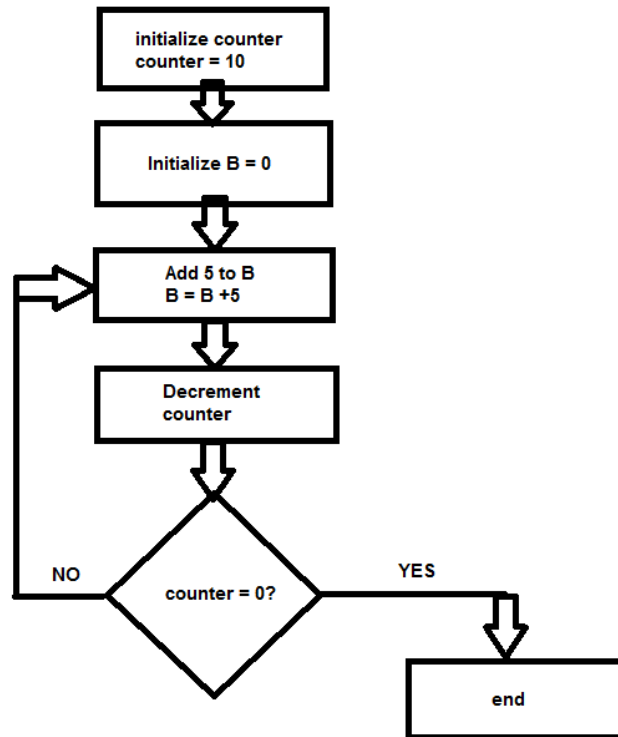 initialize counter
counter = 10
Initialize B = 0
Add 5 to B
B = B +5
Decrement
counter
counter = 0?
NO
YES
end